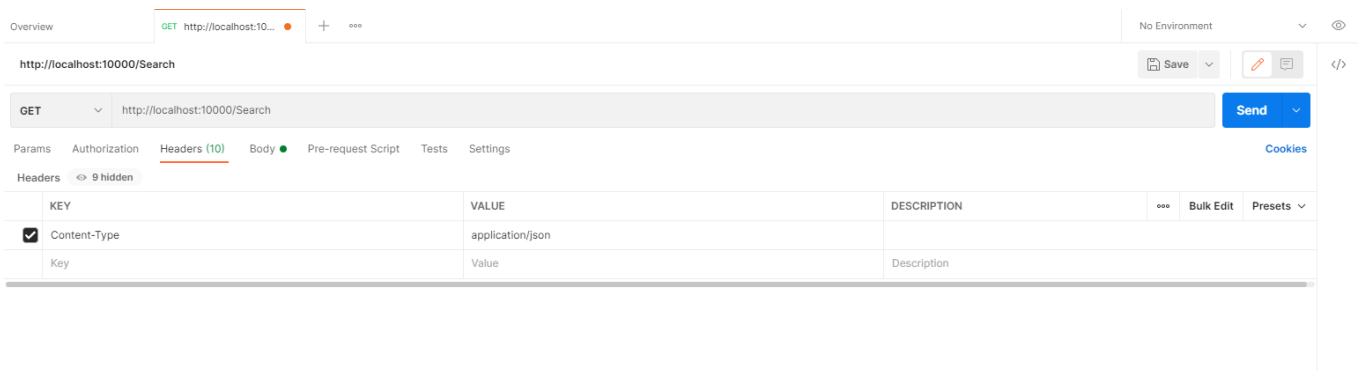 Overview GET http://localhost:10... No Environment
http://localhost:10000/Search Save
GET http://localhost:10000/Search Send
Params Authorization Headers (10) Body Pre-request Script Tests Settings Cookies
Headers 9 hidden
KEY VALUE DESCRIPTION Bulk Edit Presets
Content-Type application/json
Key Value Description